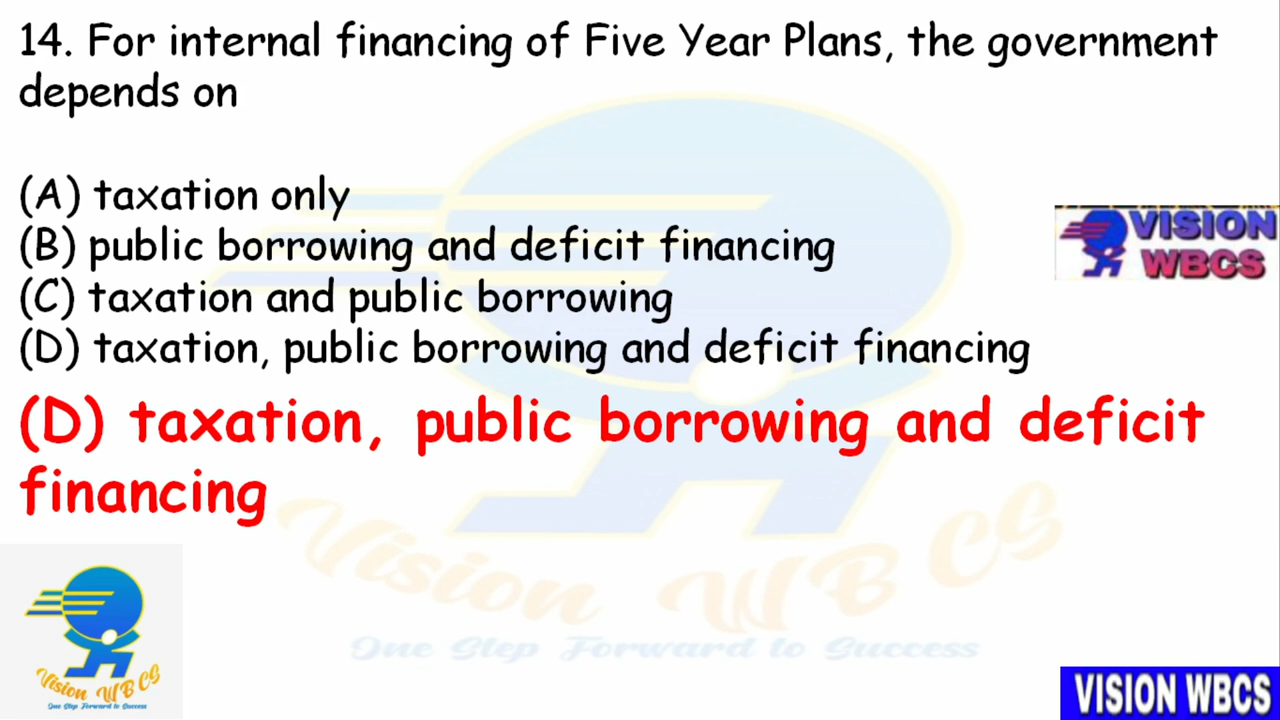 14. For internal financing of Five Year Plans, the government
depends on
(A) taxation only
(B) public borrowing and deficit financing
(C) taxation and public borrowing
(D) taxation, public borrowing and deficit financing
(D) taxation, public borrowing and deficit
financing
VISION
WBCS
Vision WBCS
One Step Forward to Success
Vision WBCS
One Step Forward to Success
VISION WBCS